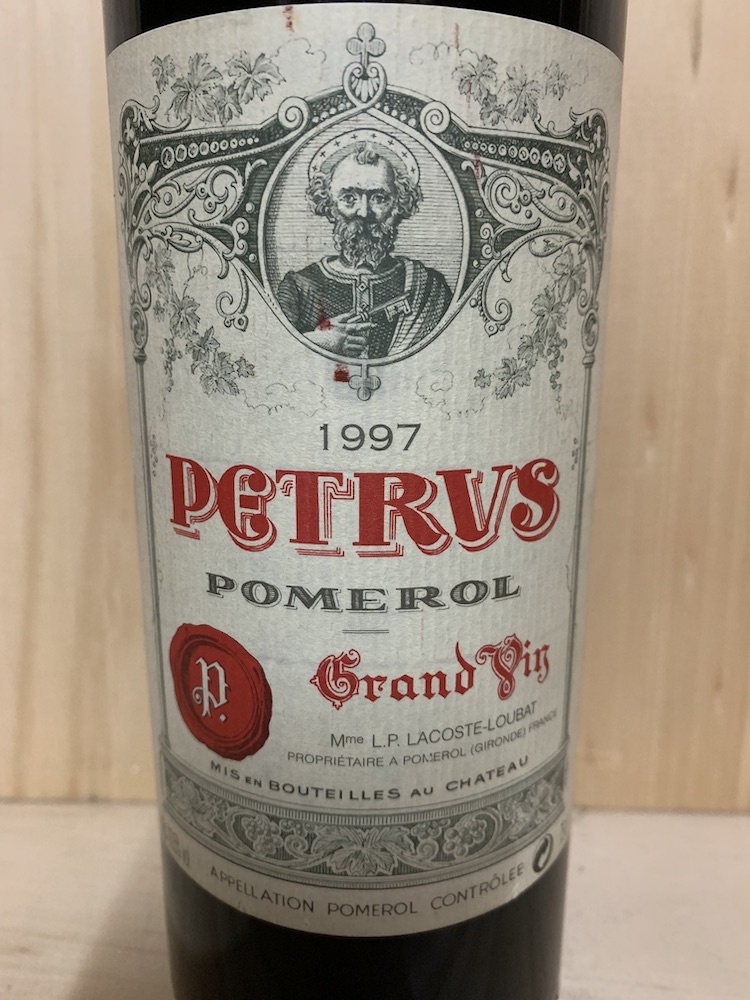 1997
PETRVS
POMEROL
Grand Vin
P.
Mme L.P. LACOSTE-LOUBAT
PROPRIÉTAIRE A POMEROL (GIRONDE) FRANCE
MIS EN BOUTEILLES AU CHATEAU
APPELLATION POMEROL CONTRÔLÉE